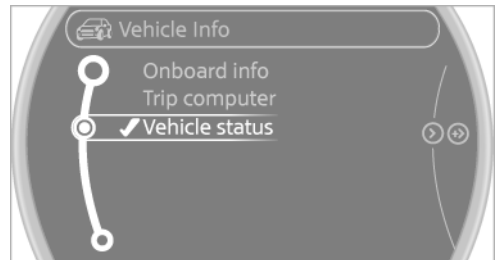 Vehicle Info
Onboard info
Trip computer
Vehicle status